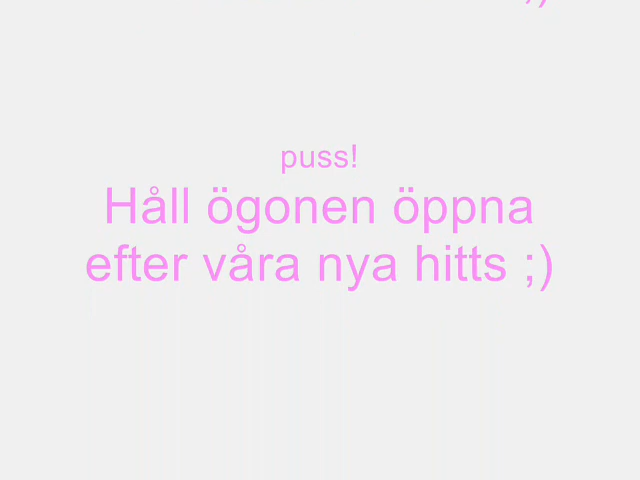 ;)
puss!
Håll ögonen öppna
efter våra nya hitts ;)